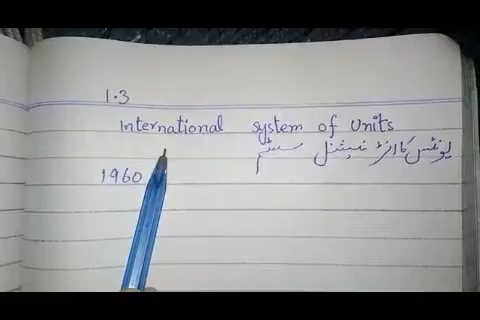 1.3
International system of Units
یونٹس کا انٹرنیشنل سسٹم
1960